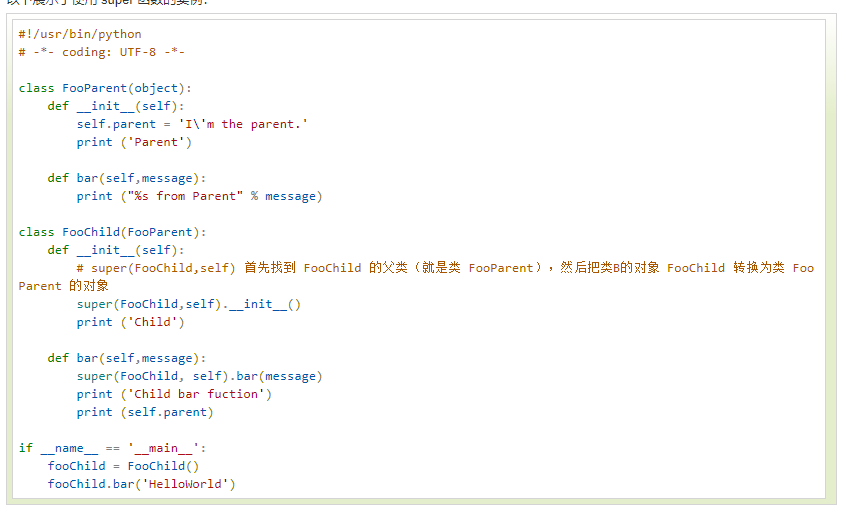 以下展示了使用 super 函数的实例:
#!/usr/bin/python
# -*- coding: UTF-8 -*-
class FooParent(object):
    def __init__(self):
        self.parent = 'I\'m the parent.'
        print ('Parent')
    def bar(self,message):
        print ("%s from Parent" % message)
class FooChild(FooParent):
    def __init__(self):
        # super(FooChild,self) 首先找到 FooChild 的父类（就是类 FooParent），然后把类B的对象 FooChild 转换为类 Foo
Parent 的对象
        super(FooChild,self).__init__()
        print ('Child')
    def bar(self,message):
        super(FooChild, self).bar(message)
        print ('Child bar fuction')
        print (self.parent)
if __name__ == '__main__':
    fooChild = FooChild()
    fooChild.bar('HelloWorld')